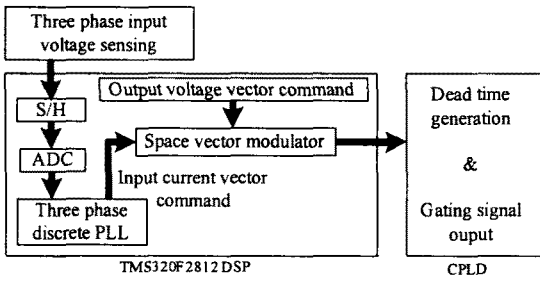 Three phase input
voltage sensing
S/H
Output voltage vector command
ADC
Space vector modulator
Input current vector
command
Three phase
discrete PLL
TMS320F2812 DSP
Dead time
generation
&
Gating signal
ouput
CPLD